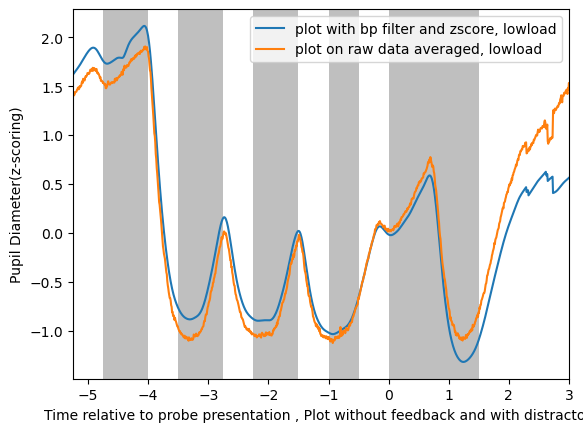 plot with bp filter and zscore, lowload
plot on raw data averaged, lowload
Pupil Diameter(z-scoring)
2.0
1.5
1.0
0.5
0.0
−0.5
−1.0
−5 −4 −3 −2 −1 0 1 2 3
Time relative to probe presentation , Plot without feedback and with distracto